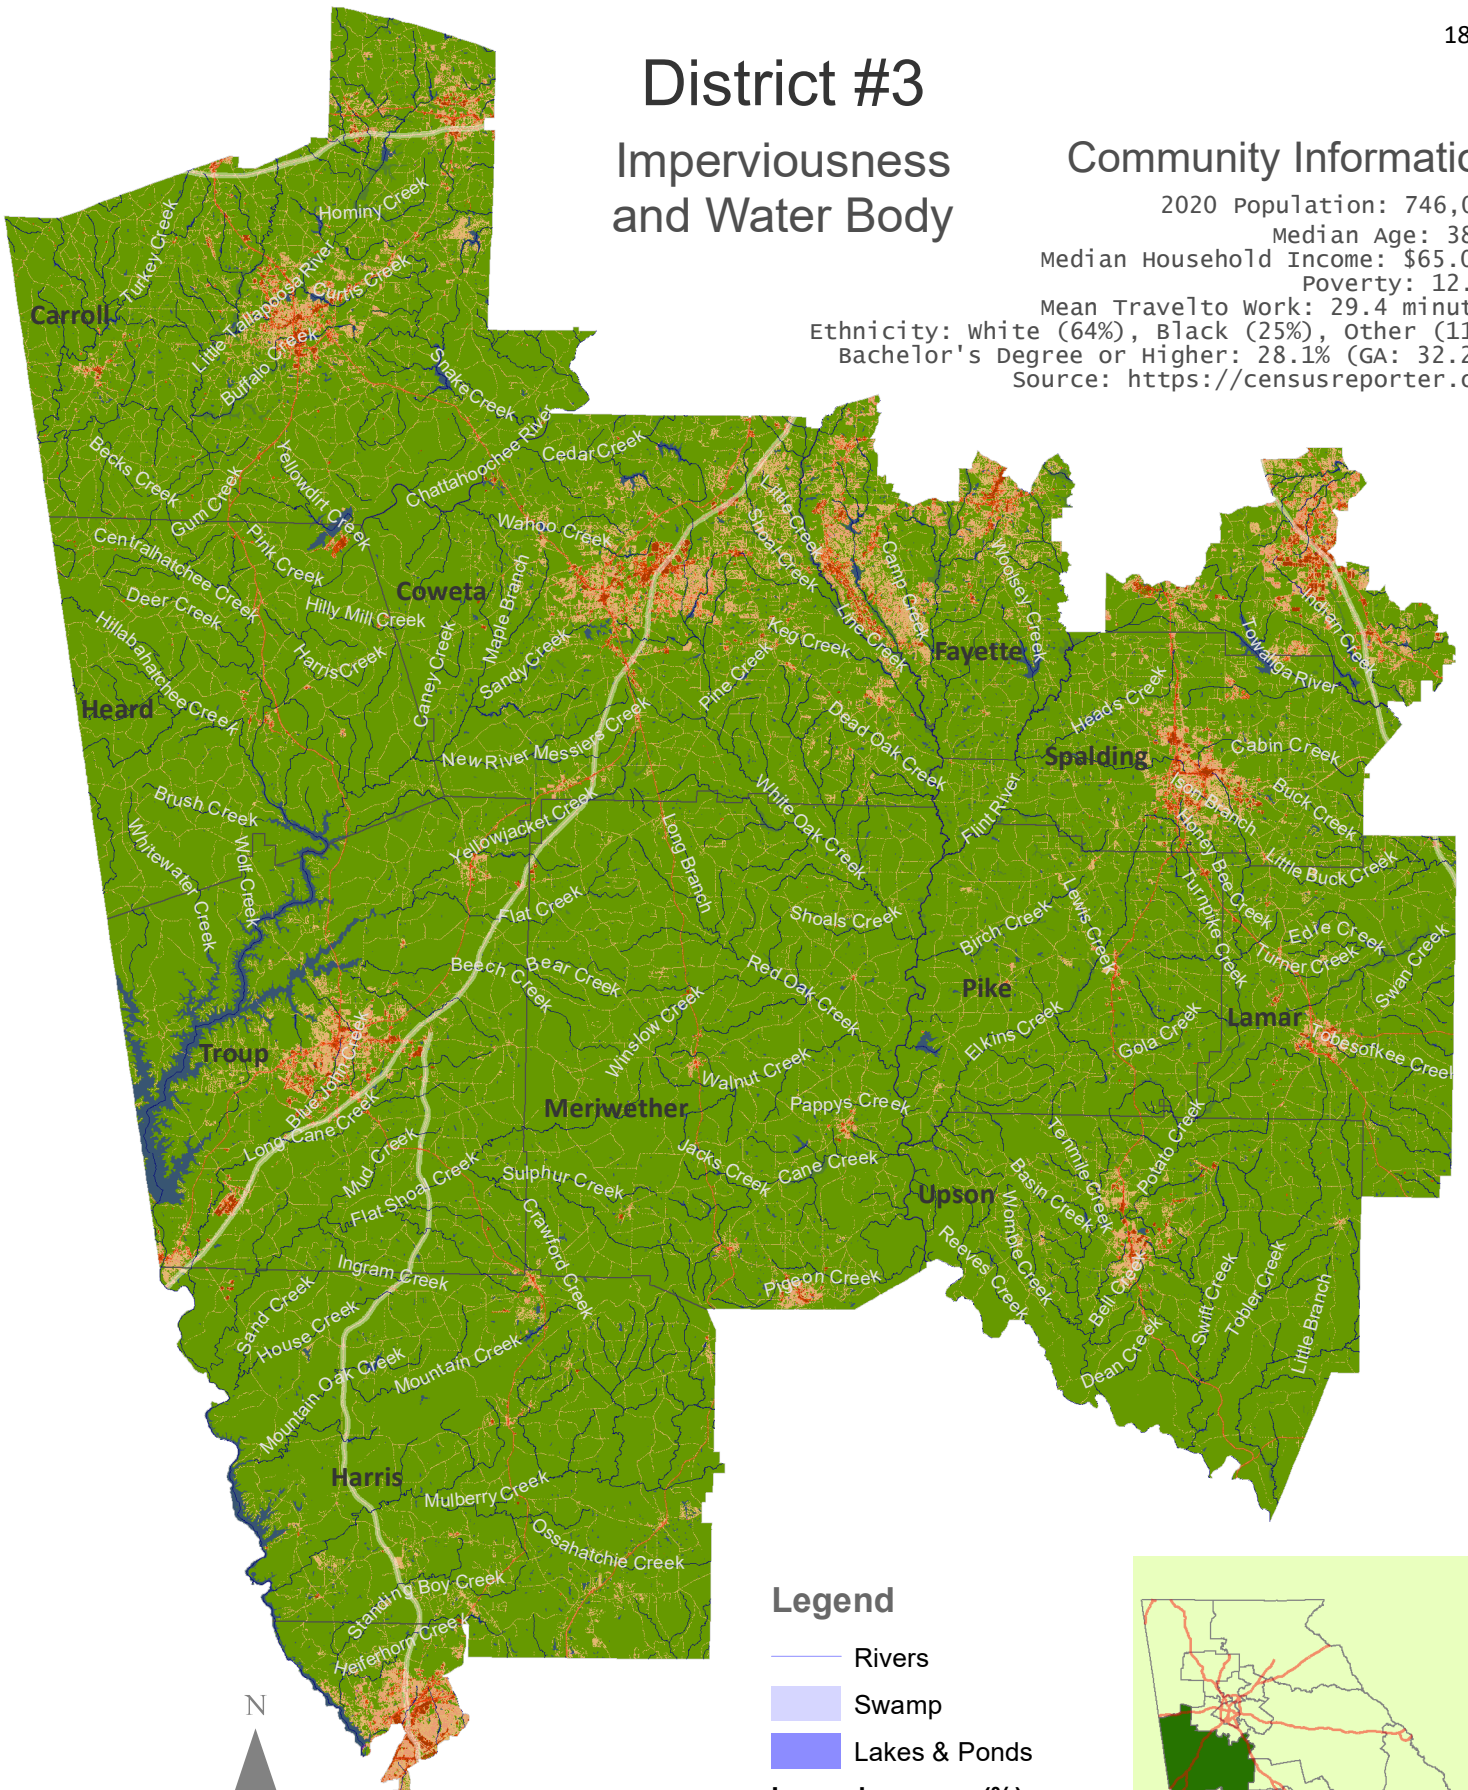 18
District #3
Imperviousness
and Water Body
Community Informatio
2020 Population: 746,0
Median Age: 38
Median Household Income: $65.0
Poverty: 12.
Mean Travelto Work: 29.4 minut
Ethnicity: White (64%), Black (25%), Other (11
Bachelor's Degree or Higher: 28.1% (GA: 32.2
Source: https://censusreporter.o
Hominy Creek
Turkey Creek
Little Tallapoosa River
Curtis Creek
Carroll
Buffalo Creek
Snake Creek
Chattahoochee River
Cedar Creek
Becks Creek
Gum Creek
Yellowdirt Creek
Wahoo Creek
Little Creek
Shoal Creek
Camp Creek
Woolsey Creek
Centralhatchee Creek
Pink Creek
Deer Creek
Hilly Mill Creek
Coweta
Maple Branch
Line Creek
Indian Creek
Towaliga River
Hillabahatchee Creek
Harris Creek
Caney Creek
Sandy Creek
Keg Creek
Pine Creek
Fayette
Heard
Heads Creek
Dead Oak Creek
New River
Messiers Creek
Spalding
Cabin Creek
Ison Branch
Buck Creek
Brush Creek
Whitewater Creek
Wolf Creek
Yellowjacket Creek
Long Branch
White Oak Creek
Flint River
Honey Bee Creek
Little Buck Creek
Flat Creek
Shoals Creek
Birch Creek
Lewis Creek
Turnpike Creek
Edie Creek
Turner Creek
Swan Creek
Beech Creek
Bear Creek
Red Oak Creek
Pike
Winslow Creek
Elkins Creek
Gola Creek
Lamar
Tobesofkee Creek
Troup
Blue John Creek
Walnut Creek
Meriwether
Pappys Creek
Long Cane Creek
Mud Creek
Jacks Creek
Cane Creek
Tenmile Creek
Potato Creek
Flat Shoal Creek
Sulphur Creek
Upson
Basin Creek
Womble Creek
Reeves Creek
Crawford Creek
Ingram Creek
Pigeon Creek
Sand Creek
House Creek
Bell Creek
Swift Creek
Tobler Creek
Little Branch
Dean Creek
Mountain Oak Creek
Mountain Creek
Harris
Mulberry Creek
Ossahatchie Creek
Standing Boy Creek
Heiferhorn Creek
N
Legend
Rivers
Swamp
Lakes & Ponds